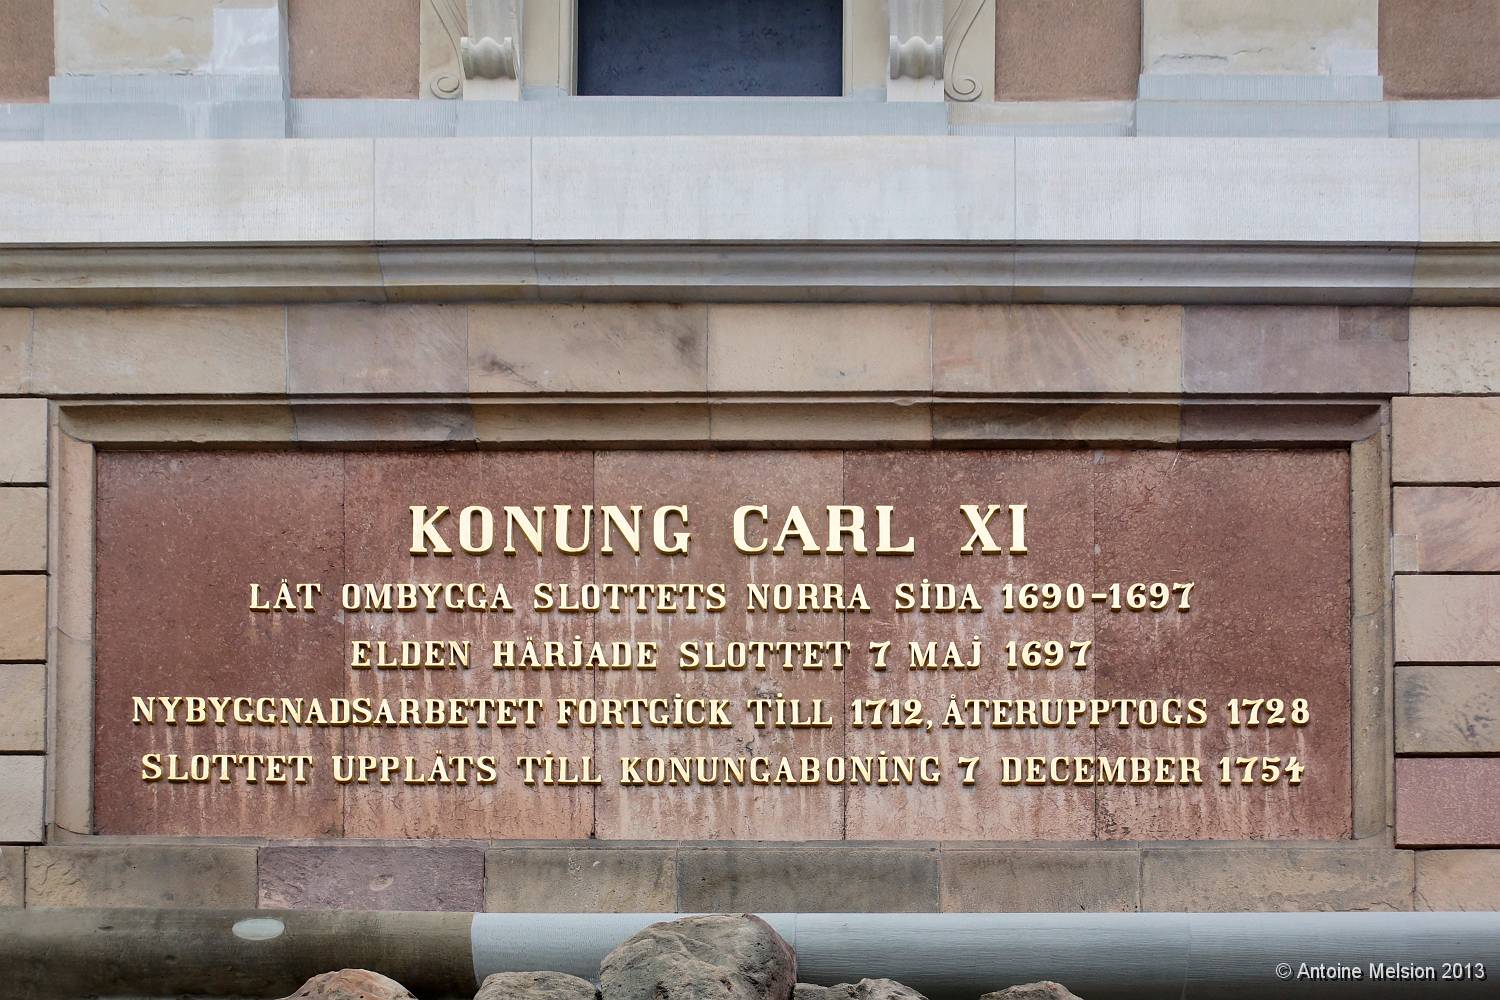 KONUNG CARL XI
LÄT OMBYGGA SLOTTETS NORRA SIDA 1690-1697
ELDEN HÄRJADE SLOTTET 7 MAJ 1697
NYBYGGNADSARBETET FORTGICK TILL 1712, ÅTERUPPTOGS 1728
SLOTTET UPPLÄTS TILL KONUNGABONING 7 DECEMBER 1754
© Antoine Melsion 2013